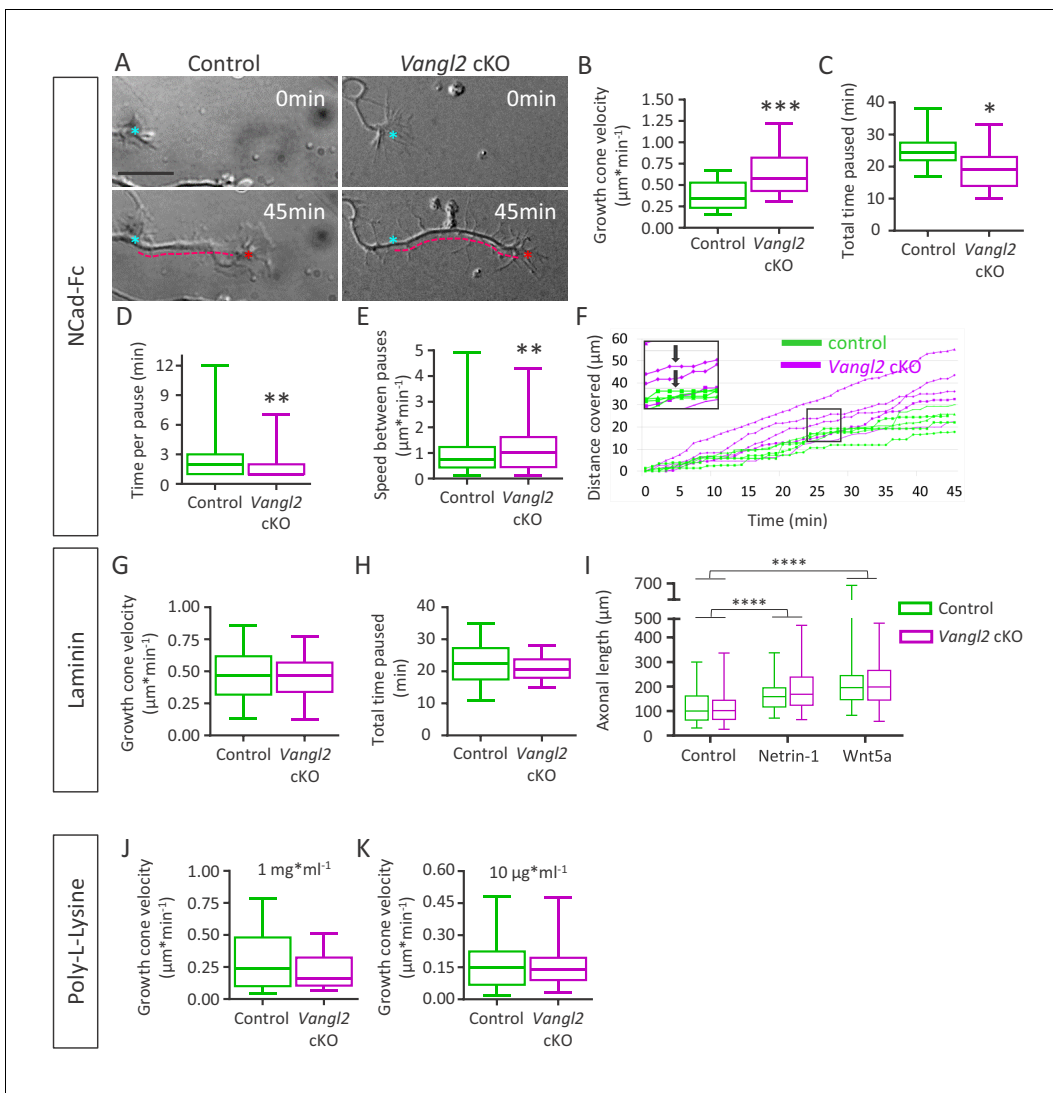 NCad-Fc
A
Control
Vangl2 cKO
0min
0min
*
*
45min
45min
*
*
*
*
B
Growth cone velocity
(µm*min-1)
1.50
1.25
1.00
0.75
0.50
0.25
0.00
***
Control
Vangl2
cKO
C
Total time paused (min)
40
30
20
10
0
*
Control
Vangl2
cKO
D
Time per pause (min)
15
12
9
6
3
0
**
Control
Vangl2
cKO
E
Speed between pauses
(µm*min-1)
5
4
3
2
1
0
**
Control
Vangl2
cKO
F
control
Vangl2 cKO
Distance covered (µm)
60
50
40
30
20
10
0
0 5 10 15 20 25 30 35 40 45
Time (min)
Laminin
G
Growth cone velocity
(µm*min-1)
1.00
0.75
0.50
0.25
0.00
Control
Vangl2
cKO
H
Total time paused
(min)
40
30
20
10
0
Control
Vangl2
cKO
I
Axonal length (µm)
700
500
400
300
200
100
0
****
****
Control
Vangl2 cKO
Control
Netrin-1
Wnt5a
Poly-L-Lysine
J
1 mg*ml-1
Growth cone velocity
(µm*min-1)
1.00
0.75
0.50
0.25
0.00
Control
Vangl2
cKO
K
10 µg*ml-1
Growth cone velocity
(µm*min-1)
0.60
0.45
0.30
0.15
0.00
Control
Vangl2
cKO